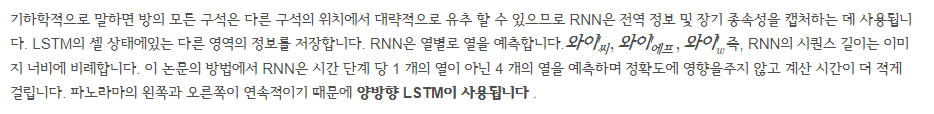 기하학적으로 말하면 방의 모든 구석은 다른 구석의 위치에서 대략적으로 유추 할 수 있으므로 RNN은 전역 정보 및 장기 종속성을 캡처하는 데 사용됩니
다. LSTM의 셀 상태에있는 다른 영역의 정보를 저장합니다. RNN은 열별로 열을 예측합니다.와이씨, 와이에프, 와이w 즉, RNN의 시퀀스 길이는 이미
지 너비에 비례합니다. 이 논문의 방법에서 RNN은 시간 단계 당 1 개의 열이 아닌 4 개의 열을 예측하며 정확도에 영향을주지 않고 계산 시간이 더 적게
걸립니다. 파노라마의 왼쪽과 오른쪽이 연속적이기 때문에 양방향 LSTM이 사용됩니다 .